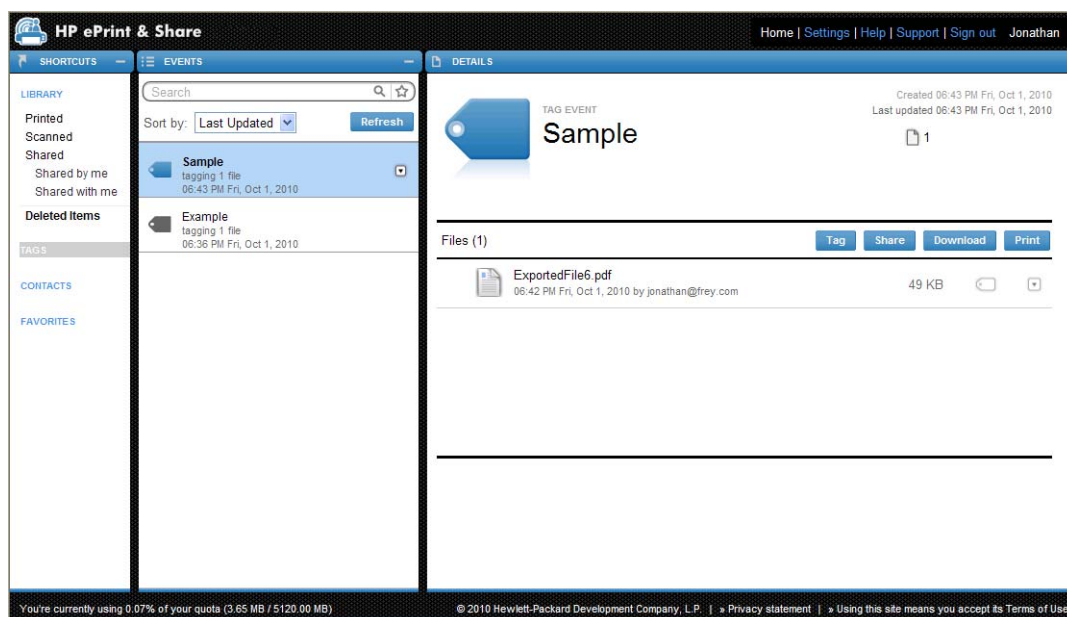 HP ePrint & Share
Home | Settings | Help | Support | Sign out Jonathan
SHORTCUTS
LIBRARY
Printed
Scanned
Shared
Shared by me
Shared with me
Deleted Items
TAGS
CONTACTS
FAVORITES
EVENTS
Search
Sort by: Last Updated Refresh
Sample
tagging 1 file
06:43 PM Fri, Oct 1, 2010
Example
tagging 1 file
06:36 PM Fri, Oct 1, 2010
DETAILS
TAG EVENT
Sample
Created 06:43 PM Fri, Oct 1, 2010
Last updated 06:43 PM Fri, Oct 1, 2010
1
Files (1) Tag Share Download Print
ExportedFile6.pdf
06:42 PM Fri, Oct 1, 2010 by jonathan@frey.com
49 KB
You're currently using 0.07% of your quota (3.65 MB / 5120.00 MB)
© 2010 Hewlett-Packard Development Company, L.P. | » Privacy statement | » Using this site means you accept its Terms of Use